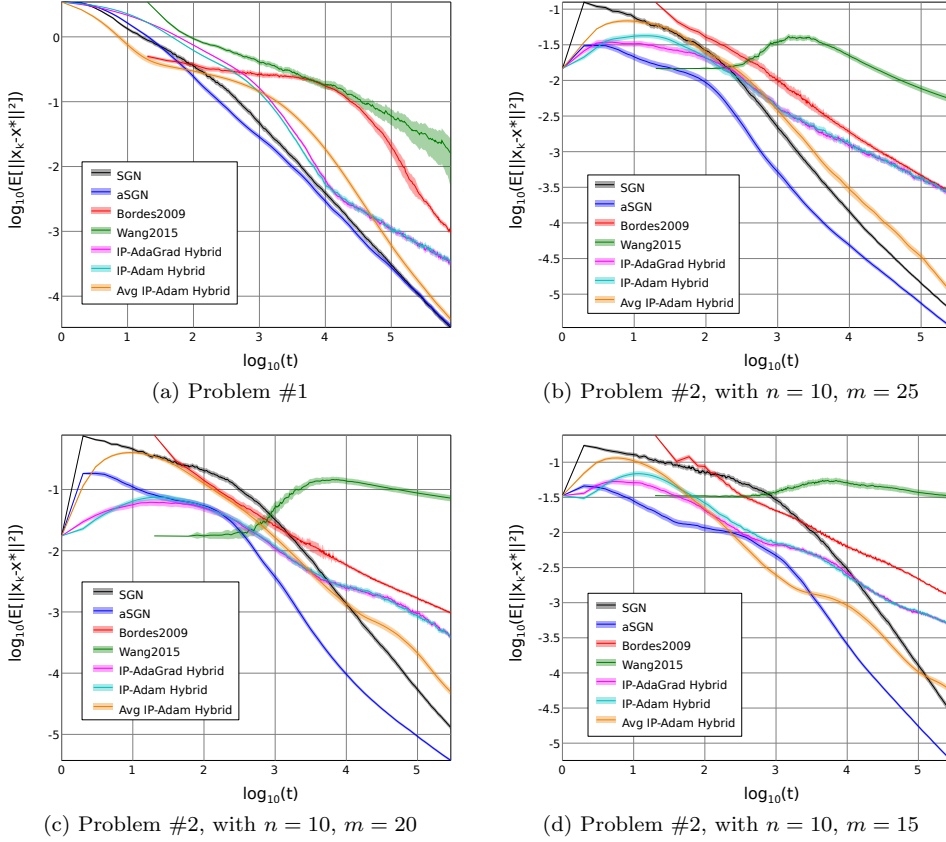 log₁₀(E[||x_k-x*||²])
0
-1
-2
-3
-4
SGN
aSGN
Bordes2009
Wang2015
IP-AdaGrad Hybrid
IP-Adam Hybrid
Avg IP-Adam Hybrid
0 1 2 3 4 5
log₁₀(t)
(a) Problem #1
log₁₀(E[||x_k-x*||²])
-1
-1.5
-2
-2.5
-3
-3.5
-4
-4.5
-5
SGN
aSGN
Bordes2009
Wang2015
IP-AdaGrad Hybrid
IP-Adam Hybrid
Avg IP-Adam Hybrid
0 1 2 3 4 5
log₁₀(t)
(b) Problem #2, with n = 10, m = 25
log₁₀(E[||x_k-x*||²])
-1
-2
-3
-4
-5
SGN
aSGN
Bordes2009
Wang2015
IP-AdaGrad Hybrid
IP-Adam Hybrid
Avg IP-Adam Hybrid
0 1 2 3 4 5
log₁₀(t)
(c) Problem #2, with n = 10, m = 20
log₁₀(E[||x_k-x*||²])
-1
-1.5
-2
-2.5
-3
-3.5
-4
-4.5
-5
SGN
aSGN
Bordes2009
Wang2015
IP-AdaGrad Hybrid
IP-Adam Hybrid
Avg IP-Adam Hybrid
0 1 2 3 4 5
log₁₀(t)
(d) Problem #2, with n = 10, m = 15